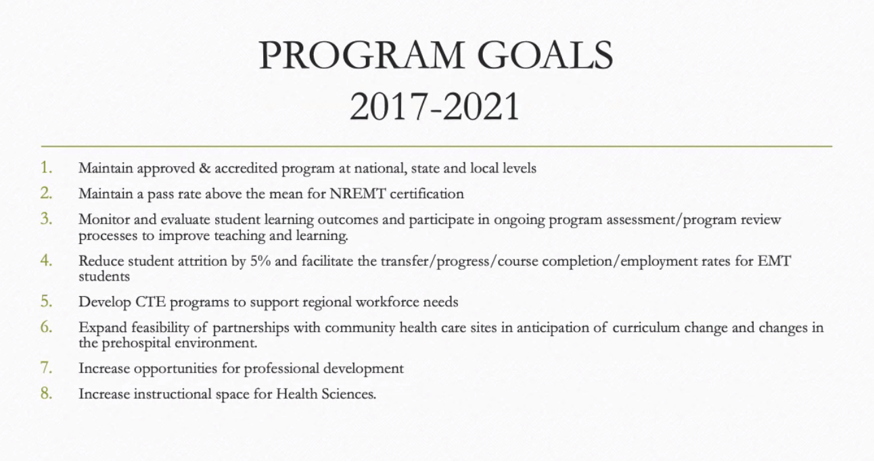 PROGRAM GOALS
2017-2021
1. Maintain approved & accredited program at national, state and local levels
2. Maintain a pass rate above the mean for NREMT certification
3. Monitor and evaluate student learning outcomes and participate in ongoing program assessment/program review
processes to improve teaching and learning.
4. Reduce student attrition by 5% and facilitate the transfer/progress/course completion/employment rates for EMT
students
5. Develop CTE programs to support regional workforce needs
6. Expand feasibility of partnerships with community health care sites in anticipation of curriculum change and changes in
the prehospital environment.
7. Increase opportunities for professional development
8. Increase instructional space for Health Sciences.